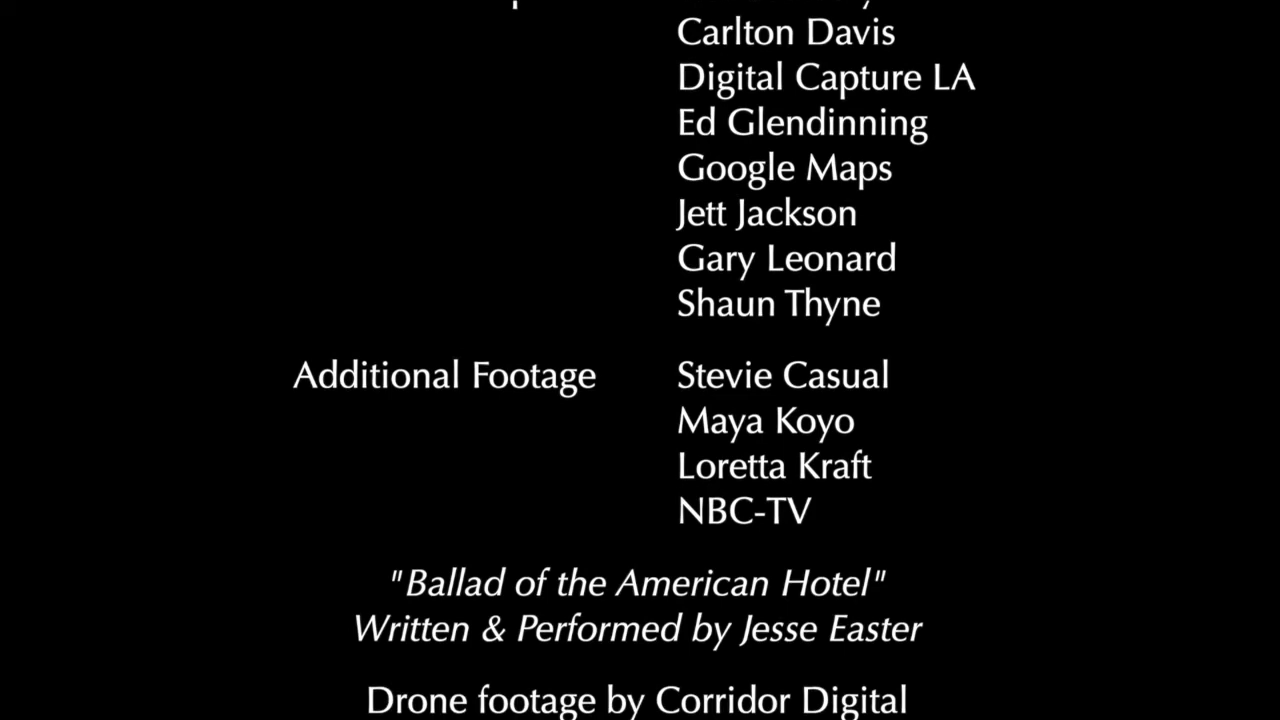 Carlton Davis
Digital Capture LA
Ed Glendinning
Google Maps
Jett Jackson
Gary Leonard
Shaun Thyne
Additional Footage Stevie Casual
Maya Koyo
Loretta Kraft
NBC-TV
"Ballad of the American Hotel"
Written & Performed by Jesse Easter
Drone footage by Corridor Digital